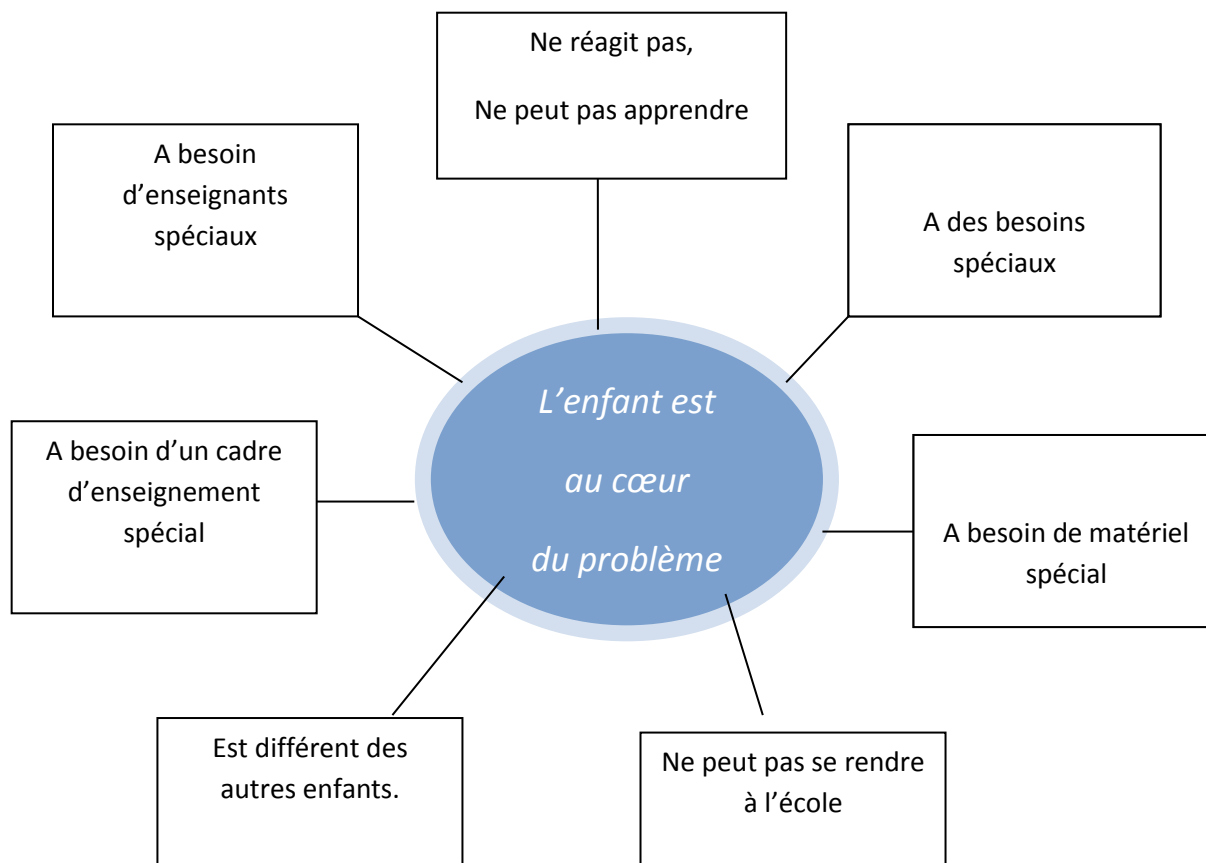 Ne réagit pas,
Ne peut pas apprendre
A besoin
d’enseignants
spéciaux
A des besoins
spéciaux
L’enfant est
au cœur
du problème
A besoin d’un cadre
d’enseignement
spécial
A besoin de matériel
spécial
Est différent des
autres enfants.
Ne peut pas se rendre
à l’école